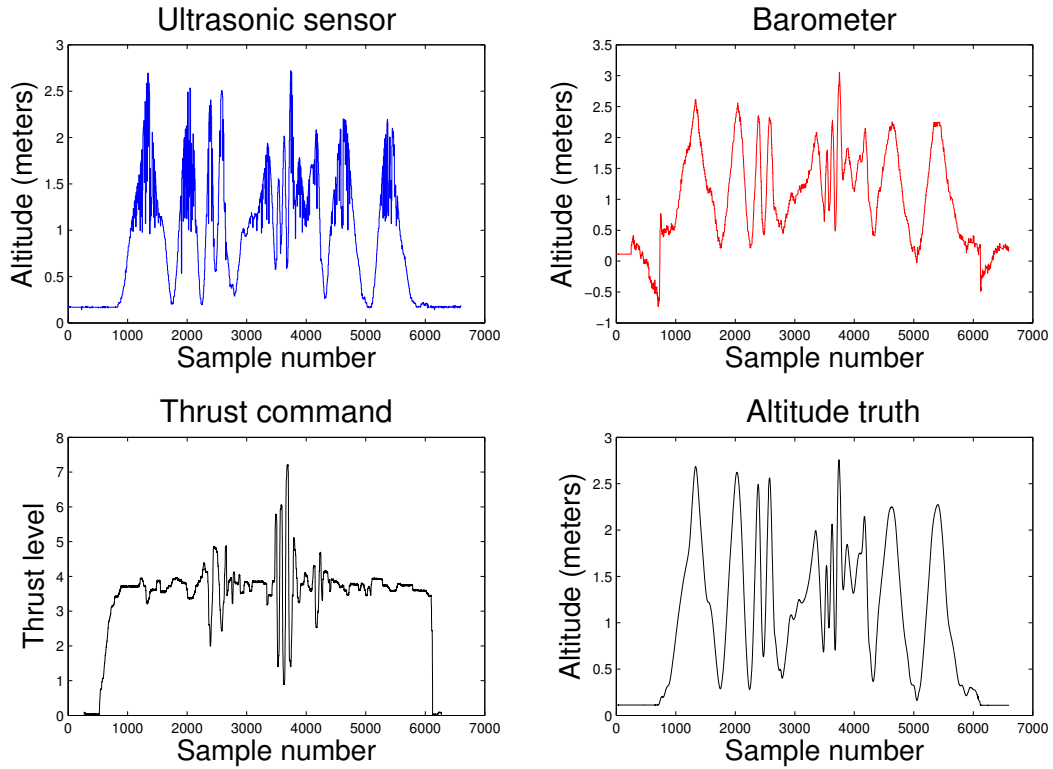 Ultrasonic sensor
3
2.5
2
1.5
1
0.5
0
Altitude (meters)
1000 2000 3000 4000 5000 6000 7000
Sample number
Barometer
3.5
3
2.5
2
1.5
1
0.5
0
−0.5
−1
Altitude (meters)
1000 2000 3000 4000 5000 6000 7000
Sample number
Thrust command
8
7
6
5
4
3
2
1
0
Thrust level
0 1000 2000 3000 4000 5000 6000 7000
Sample number
Altitude truth
3
2.5
2
1.5
1
0.5
0
Altitude (meters)
0 1000 2000 3000 4000 5000 6000 7000
Sample number